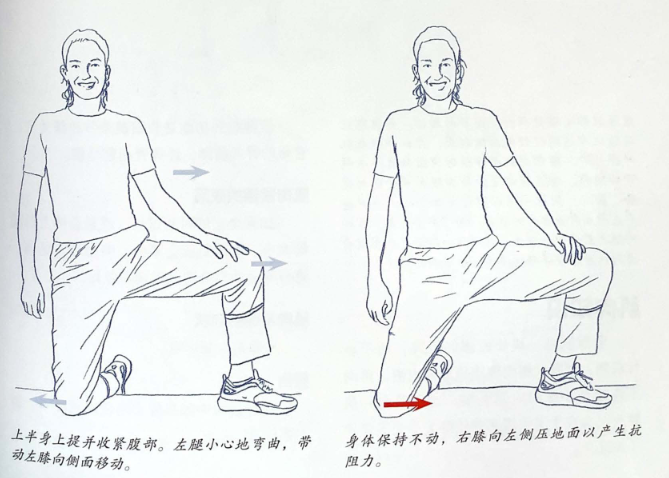 上半身上提并收紧腹部。左腿小心地弯曲，带
动左膝向侧面移动。
身体保持不动，右膝向左侧压地面以产生抗
阻力。